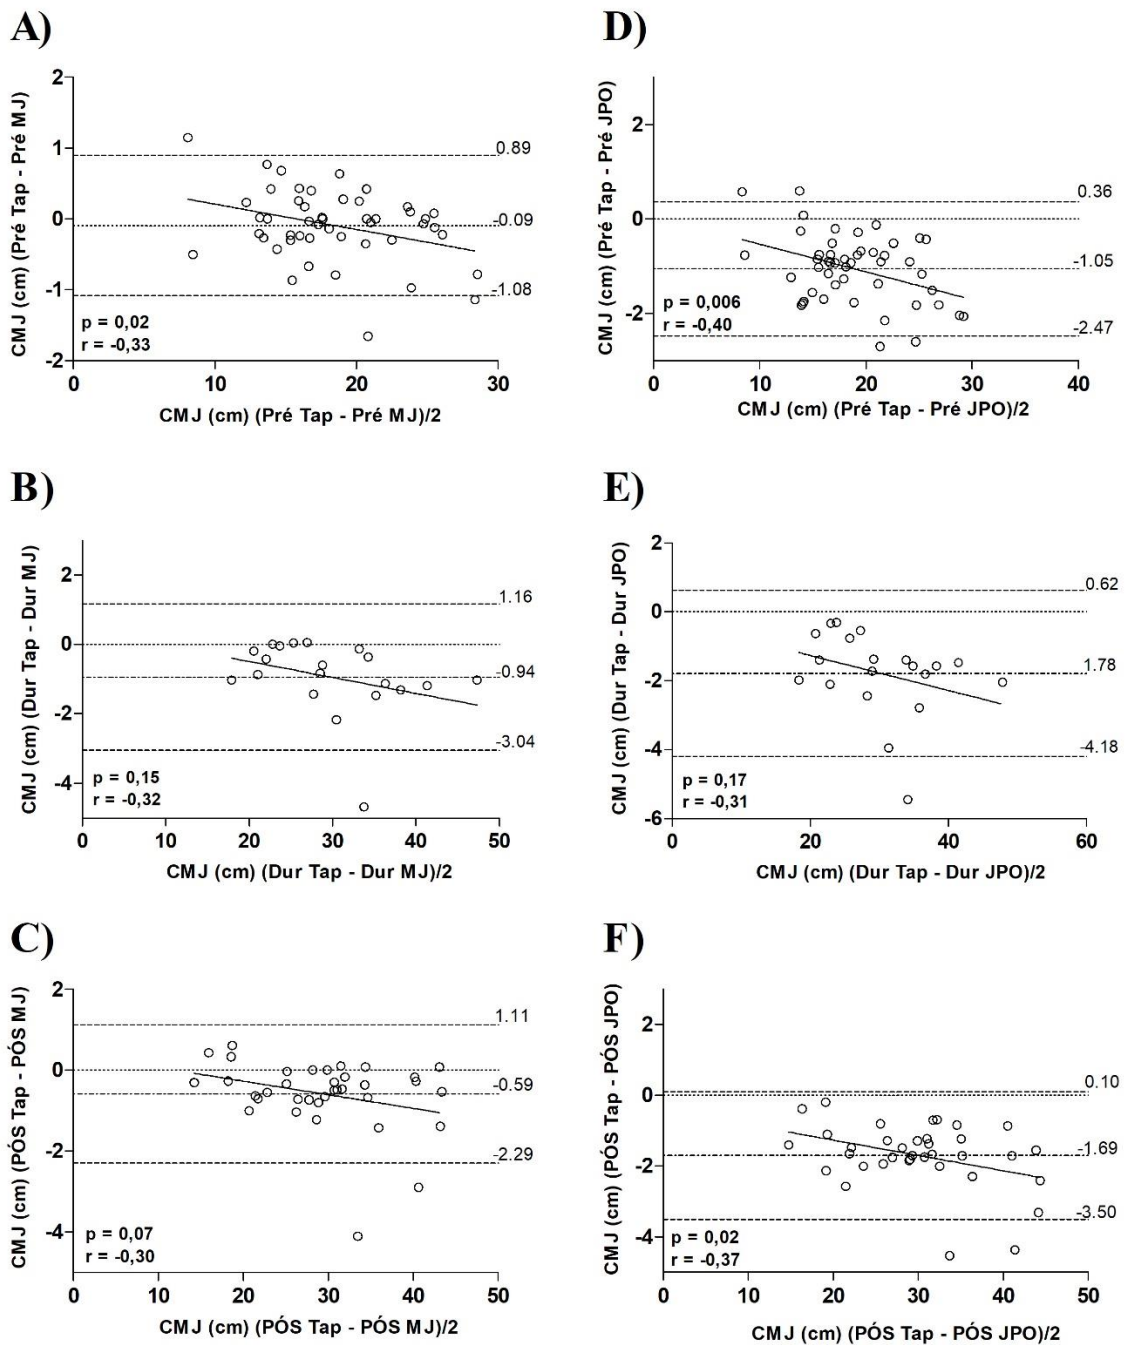 A)
CMJ (cm) (Pré Tap - Pré MJ)
2
1
0
-1
-2
0.89
-0.09
-1.08
p = 0,02
r = -0,33
0 10 20 30
CMJ (cm) (Pré Tap - Pré MJ)/2
D)
CMJ (cm) (Pré Tap - Pré JPO)
2
0
-2
0.36
-1.05
-2.47
p = 0,006
r = -0,40
0 10 20 30 40
CMJ (cm) (Pré Tap - Pré JPO)/2
B)
CMJ (cm) (Dur Tap - Dur MJ)
2
0
-2
-4
1.16
-0.94
-3.04
p = 0,15
r = -0,32
0 10 20 30 40 50
CMJ (cm) (Dur Tap - Dur MJ)/2
E)
CMJ (cm) (Dur Tap - Dur JPO)
2
0
-2
-4
-6
0.62
1.78
-4.18
p = 0,17
r = -0,31
0 20 40 60
CMJ (cm) (Dur Tap - Dur JPO)/2
C)
CMJ (cm) (PÓS Tap - PÓS MJ)
2
0
-2
-4
1.11
-0.59
-2.29
p = 0,07
r = -0,30
0 10 20 30 40 50
CMJ (cm) (PÓS Tap - PÓS MJ)/2
F)
CMJ (cm) (PÓS Tap - PÓS JPO)
2
0
-2
-4
0.10
-1.69
-3.50
p = 0,02
r = -0,37
0 10 20 30 40 50
CMJ (cm) (PÓS Tap - PÓS JPO)/2